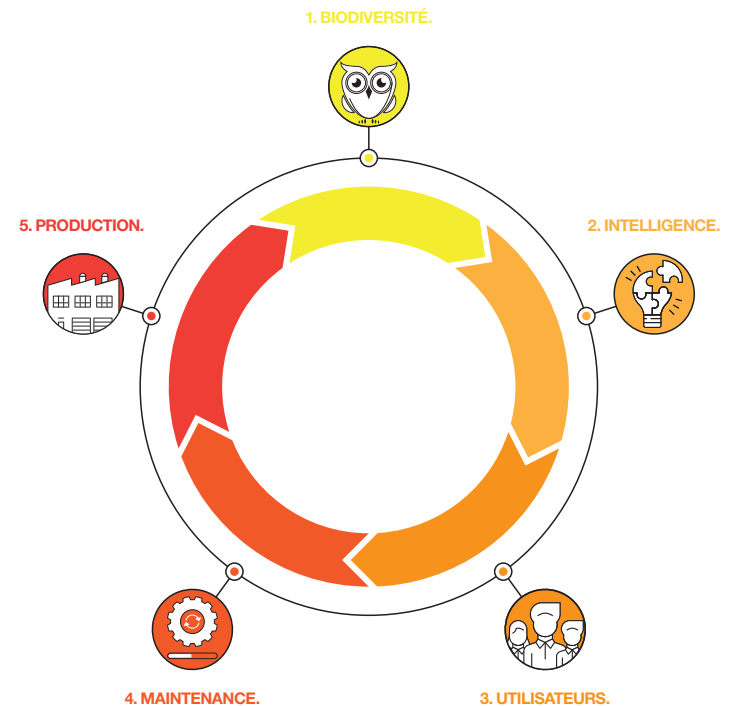 1. BIODIVERSITÉ.
5. PRODUCTION.
2. INTELLIGENCE.
4. MAINTENANCE.
3. UTILISATEURS.